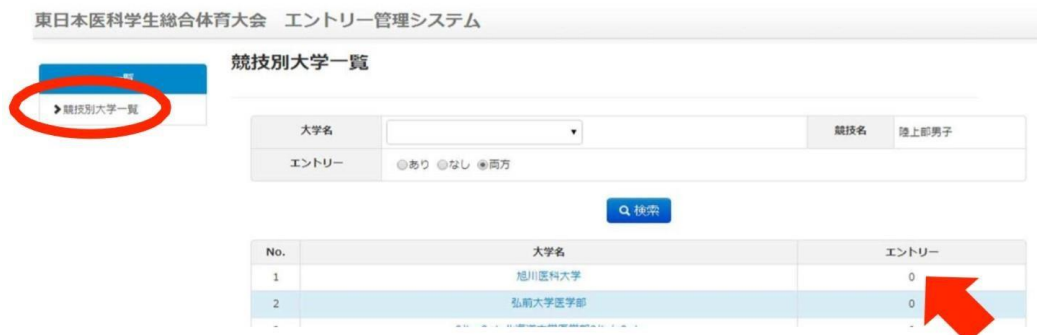 東日本医科学生総合体育大会 エントリー管理システム
競技別大学一覧
一覧
競技別大学一覧
大学名 競技名 陸上部男子
エントリー あり なし 両方
検索
No. 大学名 エントリー
1 旭川医科大学 0
2 弘前大学医学部 0